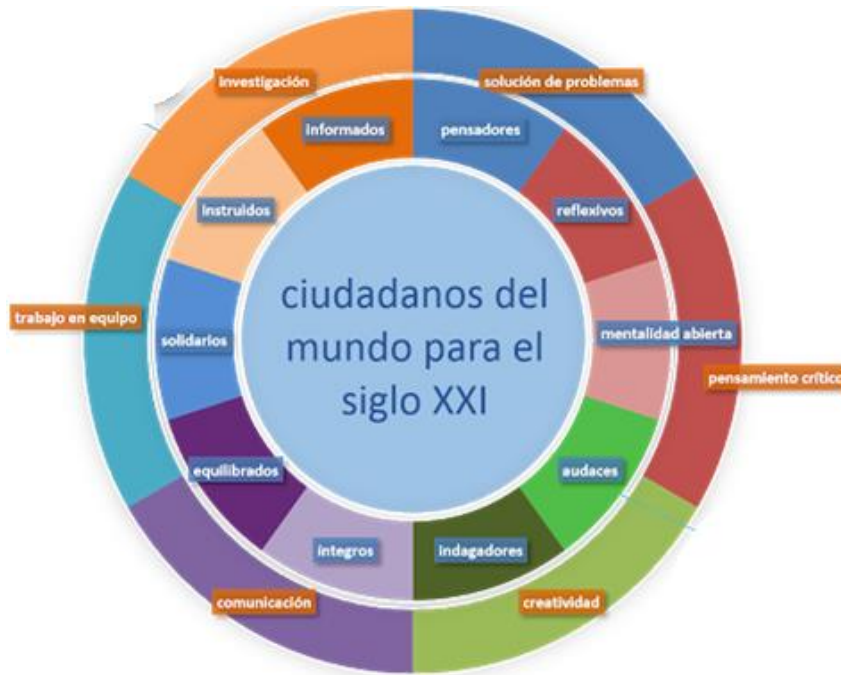 investigación
solución de problemas
informados
pensadores
instruidos
reflexivos
ciudadanos del
mundo para el
siglo XXI
trabajo en equipo
solidarios
mentalidad abierta
pensamiento crítico
equilibrados
audaces
íntegros
indagadores
comunicación
creatividad